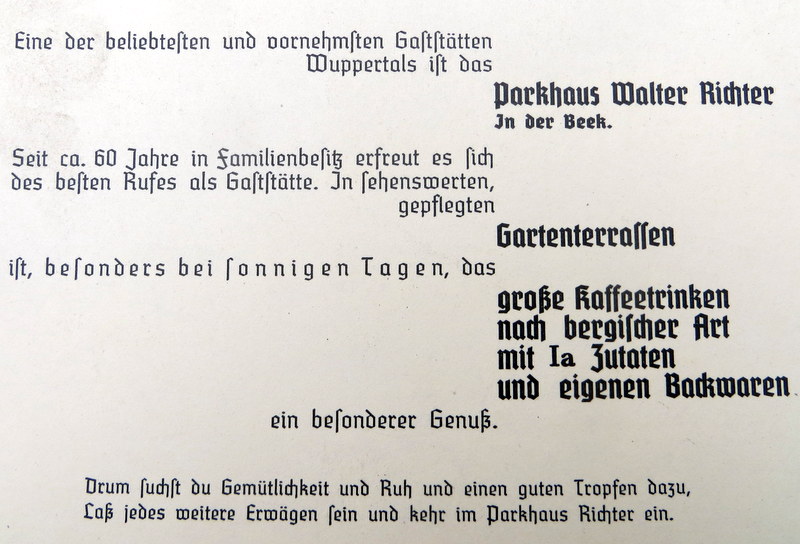 Eine der beliebteſten und vornehmſten Gaſtſtätten
Wuppertals iſt das
Parkhaus Walter Richter
In der Beek.
Seit ca. 60 Jahre in Familienbeſitz erfreut es ſich
des beſten Rufes als Gaſtſtätte. In ſehenswerten,
gepflegten
Gartenterraſſen
iſt, beſonders bei ſonnigen Tagen, das
große Kaffeetrinken
nach bergiſcher Art
mit Ia Zutaten
und eigenen Backwaren
ein beſonderer Genuß.
Drum ſuchſt du Gemütlichkeit und Ruh und einen guten Tropfen dazu,
Laß jedes weitere Erwägen ſein und kehr im Parkhaus Richter ein.